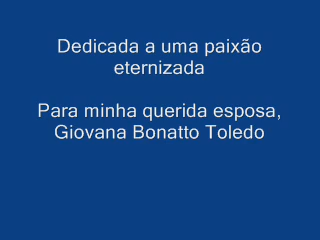 Dedicada a uma paixão
eternizada
Para minha querida esposa,
Giovana Bonatto Toledo